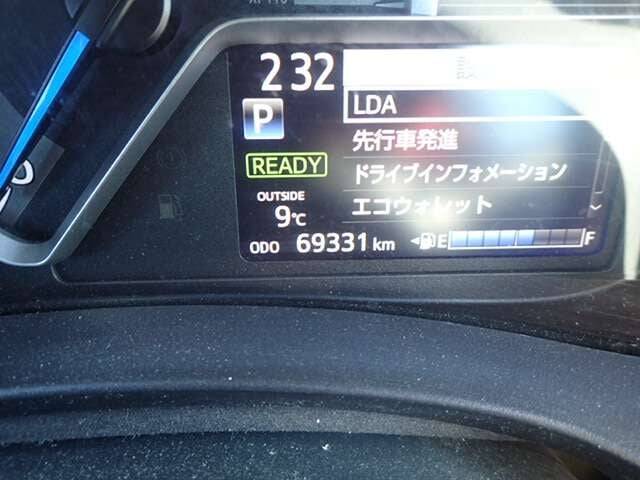 2 32
LDA
P
先行車発進
READY
ドライブインフォメーション
OUTSIDE
エコウォレット
9℃
ODO 69331 km
E F